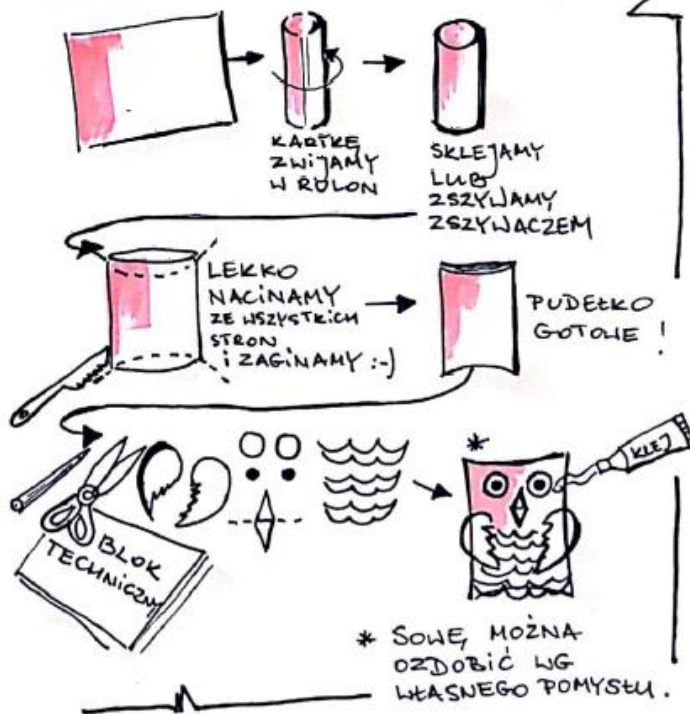 KARTKĘ
ZWIJAMY
W RULON
SKLEJAMY
LUB
ZSZYWAMY
ZSZYWACZEM
LEKKO
NACINAMY
ZE WSZYSTKICH
STRON
i ZAGINAMY :-)
PUDEŁKO
GOTOWE !
BLOK
TECHNICZNY
*
KLEJ
* SOWĘ MOŻNA
OZDOBIĆ WG
WŁASNEGO POMYSŁU.